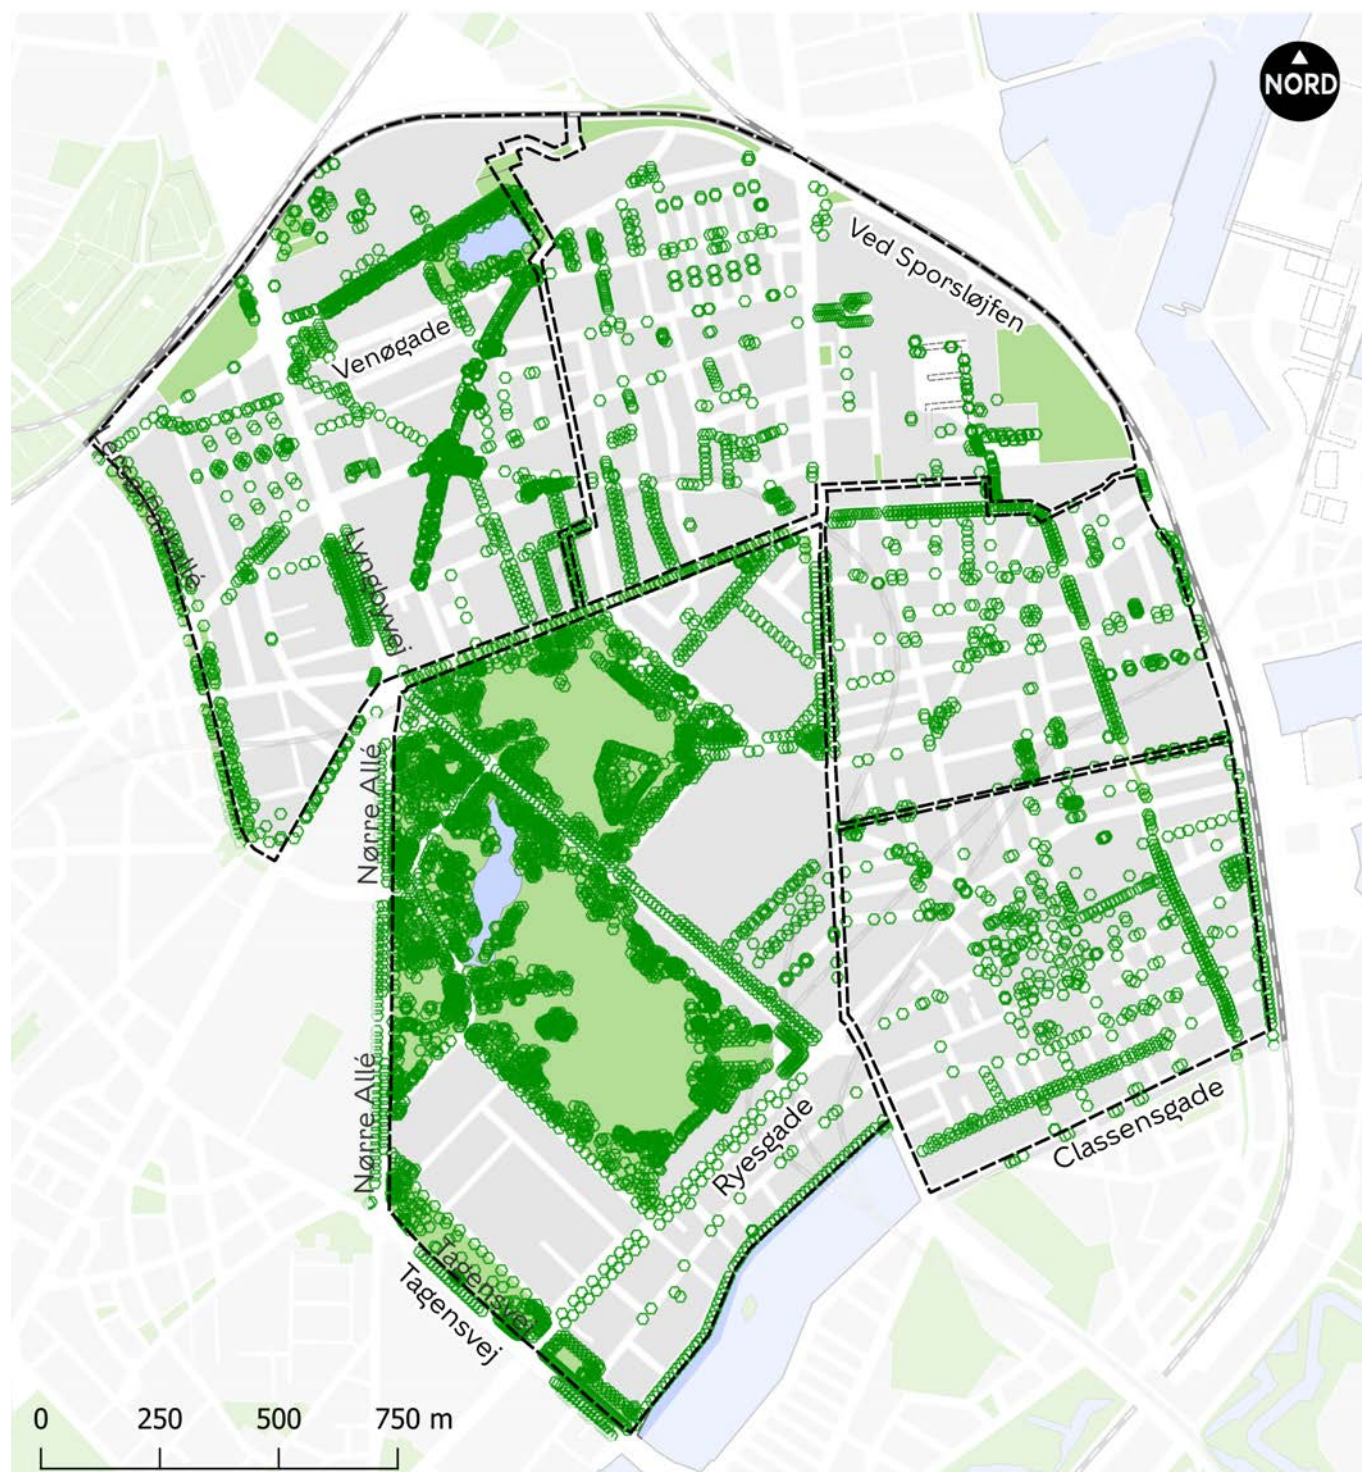 NORD
Ved Sporsløjfen
Venøgade
Lyngbyvej
Nørre Allé
Nørre Allé
Ryesgade
Classensgade
Tagensvej
Tagensvej
0 250 500 750 m